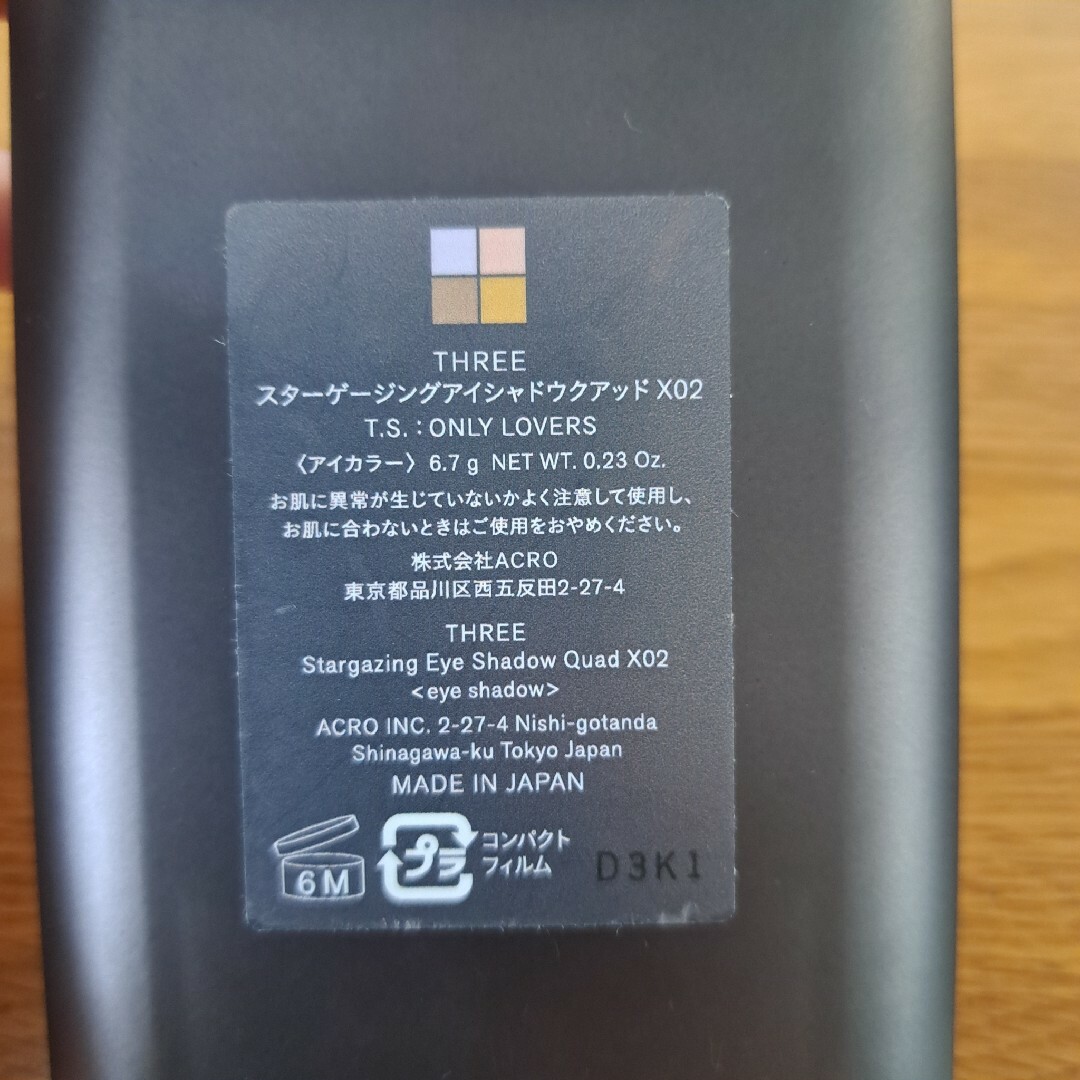 THREE
スターゲージングアイシャドウクアッド X02
T.S. : ONLY LOVERS
〈アイカラー〉 6.7 g NET WT. 0.23 Oz.
お肌に異常が生じていないかよく注意して使用し、
お肌に合わないときはご使用をおやめください。
株式会社ACRO
東京都品川区西五反田2-27-4
THREE
Stargazing Eye Shadow Quad X02
<eye shadow>
ACRO INC. 2-27-4 Nishi-gotanda
Shinagawa-ku Tokyo Japan
MADE IN JAPAN
6M
プラ
コンパクト
フィルム
D3K1